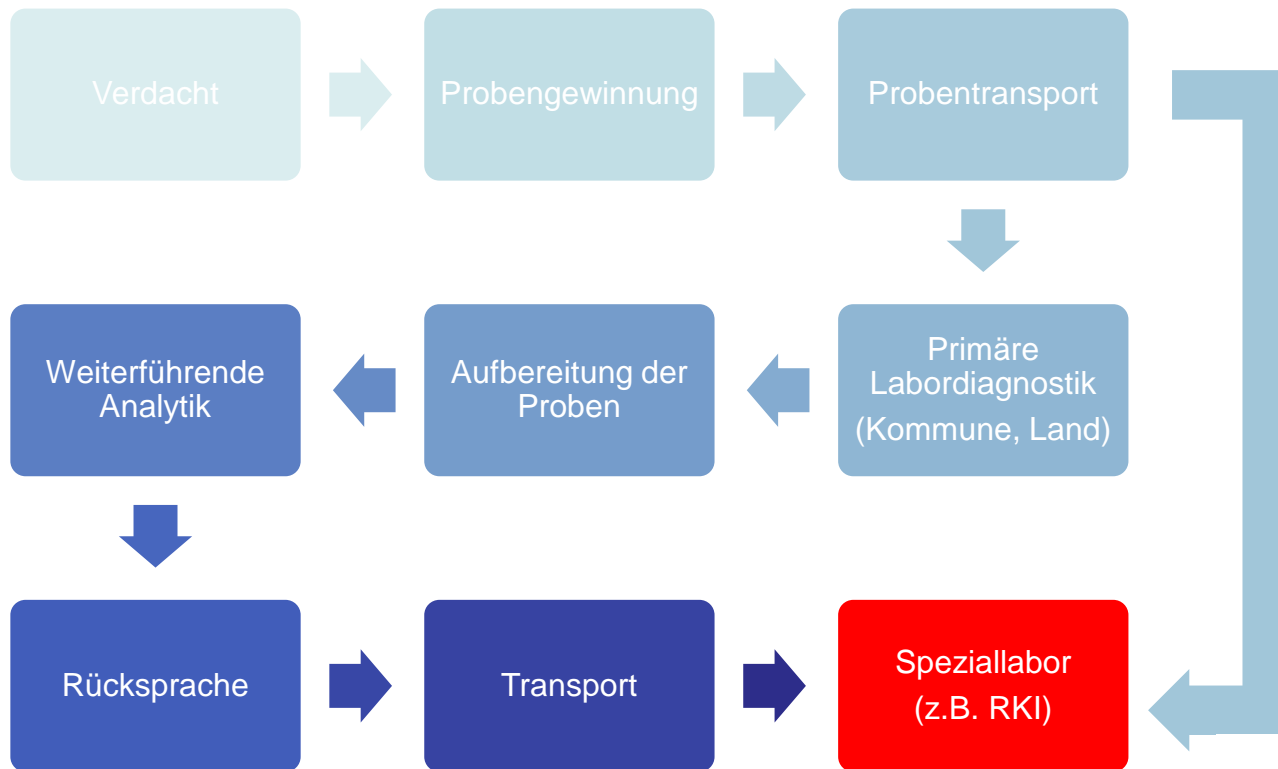 Verdacht
Probengewinnung
Probentransport
Primäre
Labordiagnostik
(Kommune, Land)
Aufbereitung der
Proben
Weiterführende
Analytik
Rücksprache
Transport
Speziallabor
(z.B. RKI)